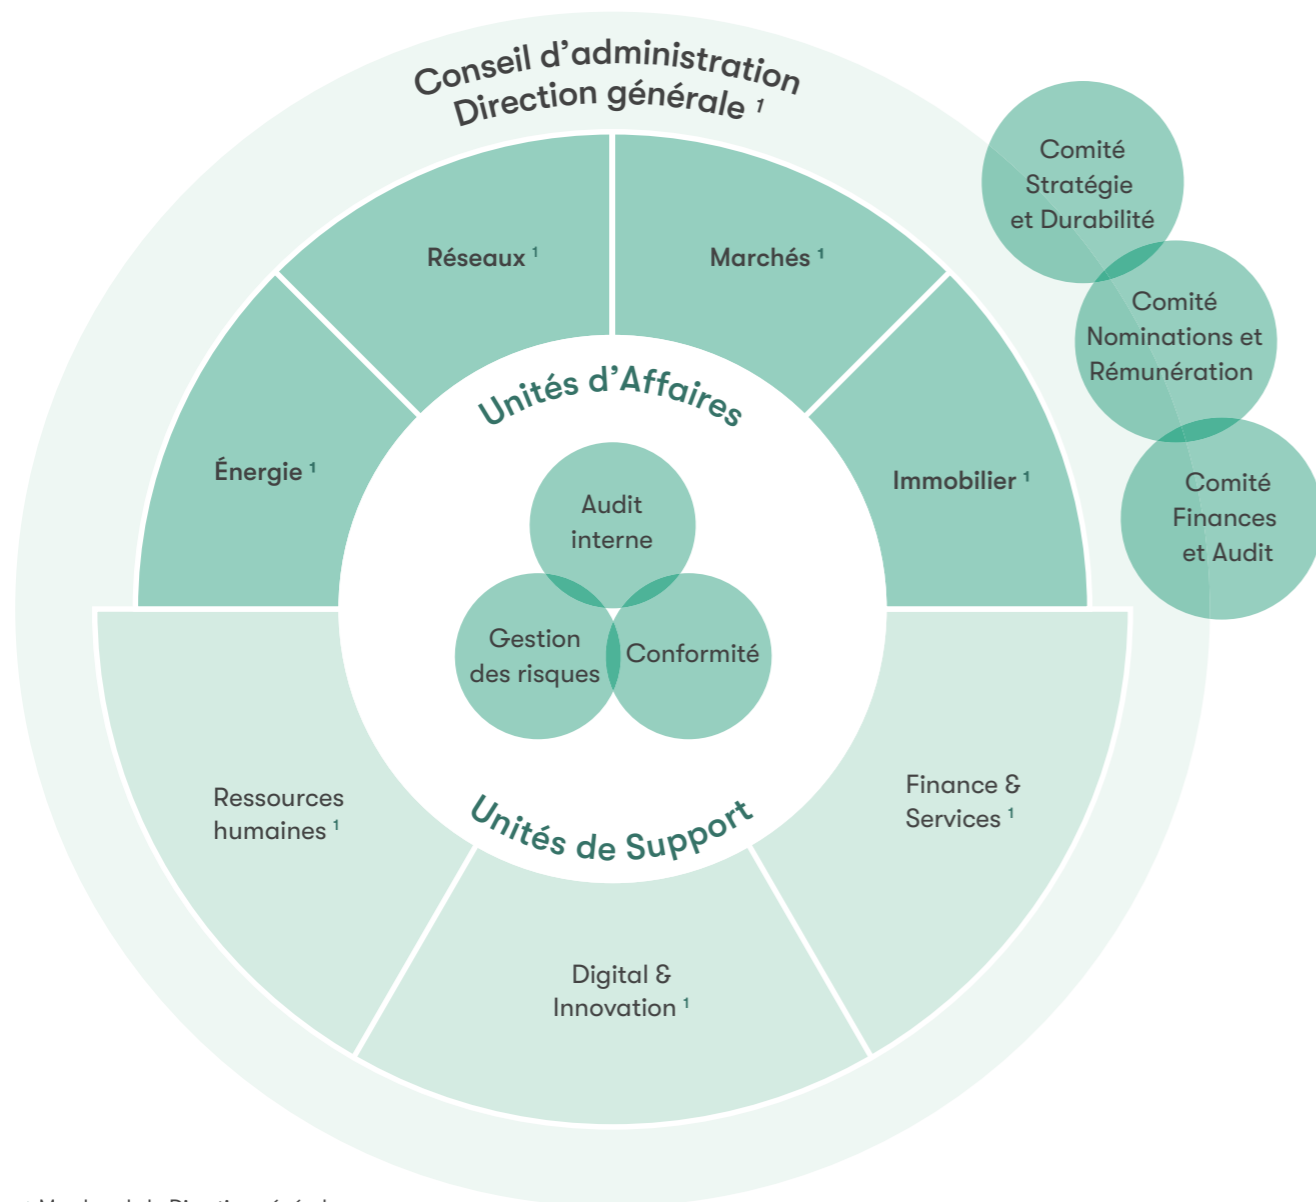 Conseil d’administration
Direction générale ¹
Comité
Stratégie
et Durabilité
Réseaux ¹
Marchés ¹
Comité
Nominations et
Rémunération
Unités d’Affaires
Énergie ¹
Immobilier ¹
Comité
Finances
et Audit
Audit
interne
Gestion
des risques
Conformité
Ressources
humaines ¹
Finance &
Services ¹
Unités de Support
Digital &
Innovation ¹